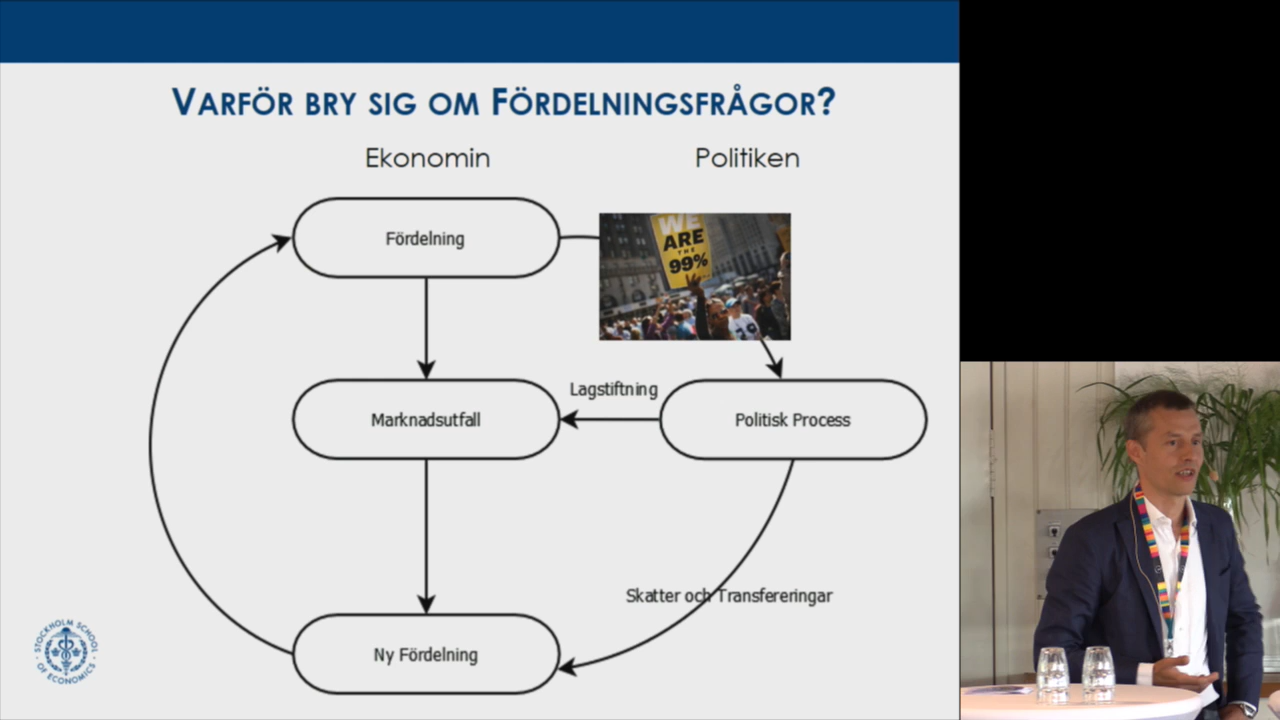 VARFÖR BRY SIG OM FÖRDELNINGSFRÅGOR?
Ekonomin
Politiken
Fördelning
WE
ARE
THE
99%
Lagstiftning
Marknadsutfall
Politisk Process
Skatter och Transfereringar
Ny Fördelning
STOCKHOLM SCHOOL
OF ECONOMICS